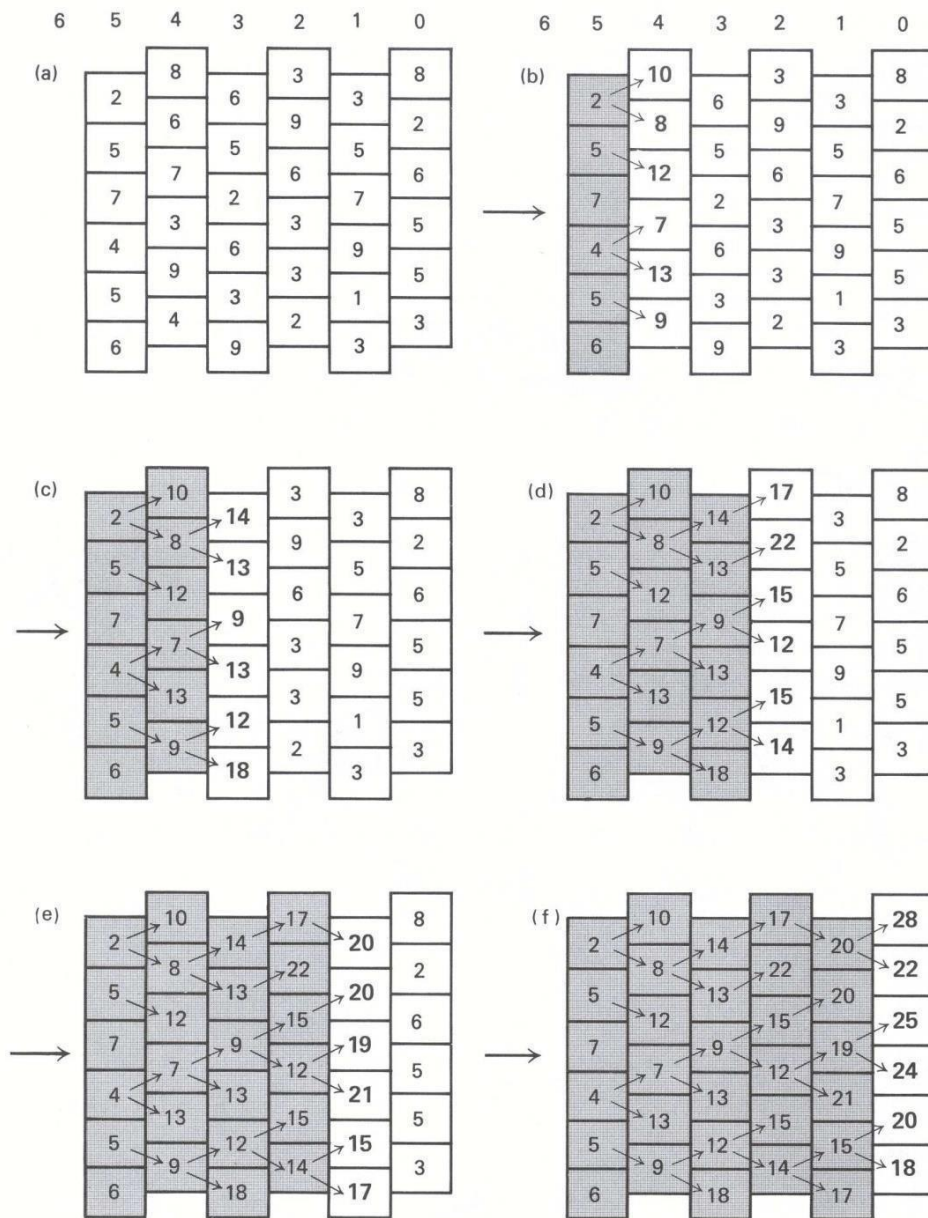 6 5 4 3 2 1 0
(a)
8 3 8
2 6 3
6 9 2
5 5 5
7 6 6
7 2 7
3 3 5
4 6 9
9 3 5
5 3 1
4 2 3
6 9 3
6 5 4 3 2 1 0
(b)
10 3 8
2 6 3
8 9 2
5 5 5
12 6 6
7 2 7
7 3 5
4 6 9
13 3 5
5 3 1
9 2 3
6 9 3
(c)
10 3 8
2 14 3
8 9 2
5 13 5
12 6 6
7 9 7
7 3 5
4 13 9
13 3 5
5 12 1
9 2 3
6 18 3
(d)
10 17 8
2 14 3
8 22 2
5 13 5
12 15 6
7 9 7
7 12 5
4 13 9
13 15 5
5 12 1
9 14 3
6 18 3
(e)
10 17 8
2 14 20
8 22 2
5 13 20
12 15 6
7 9 19
7 12 5
4 13 21
13 15 5
5 12 15
9 14 3
6 18 17
(f)
10 17 28
2 14 20
8 22 22
5 13 20
12 15 25
7 9 19
7 12 24
4 13 21
13 15 20
5 12 15
9 14 18
6 18 17